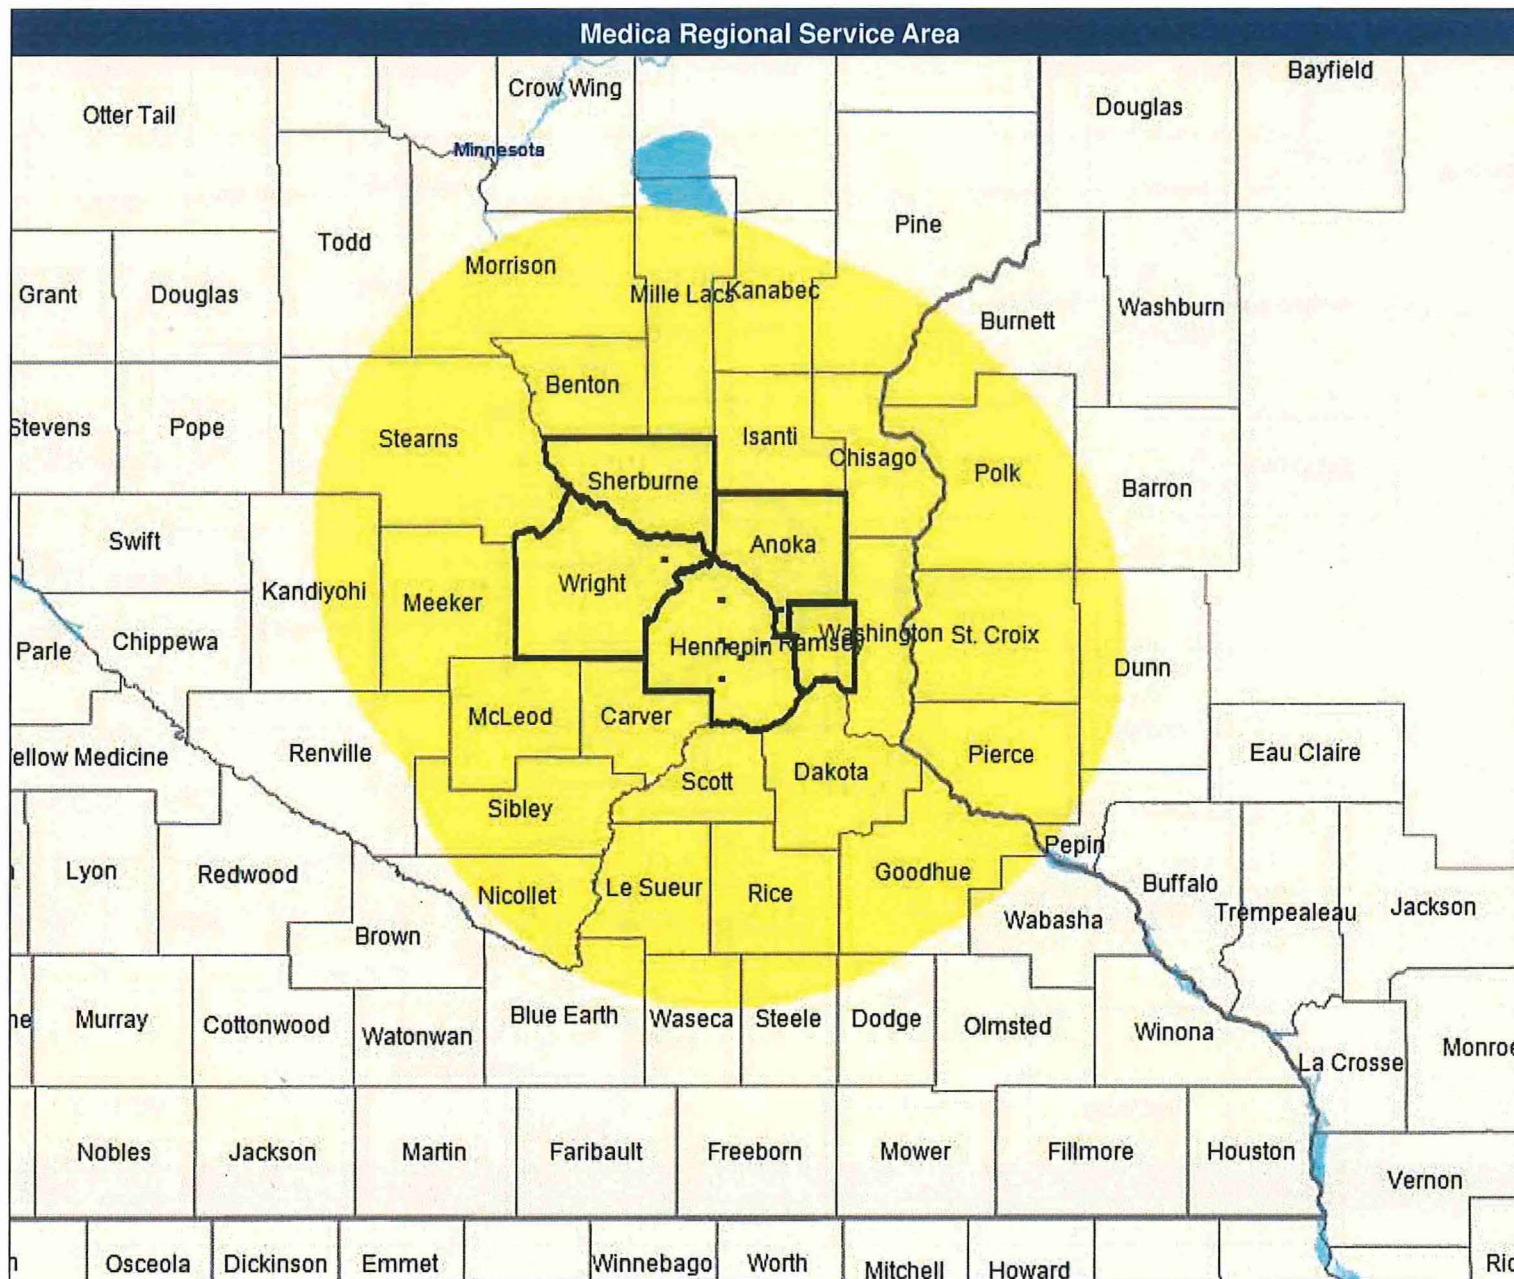 Medica Regional Service Area
Bayfield
Crow Wing
Douglas
Otter Tail
Minnesota
Pine
Todd
Morrison
Mille Lacs
Kanabec
Grant
Douglas
Washburn
Burnett
Benton
Stevens
Pope
Stearns
Isanti
Chisago
Polk
Barron
Sherburne
Swift
Anoka
Wright
Kandiyohi
Meeker
Chippewa
Parle
Hennepin
Ramsey
Washington
St. Croix
Dunn
McLeod
Carver
Renville
ellow Medicine
Scott
Dakota
Pierce
Eau Claire
Sibley
Pepin
Lyon
Redwood
Nicollet
Le Sueur
Rice
Goodhue
Buffalo
Trempealeau
Jackson
Wabasha
Brown
ne
Murray
Cottonwood
Watonwan
Blue Earth
Waseca
Steele
Dodge
Olmsted
Winona
La Crosse
Monroe
Nobles
Jackson
Martin
Faribault
Freeborn
Mower
Fillmore
Houston
Vernon
n
Osceola
Dickinson
Emmet
Winnebago
Worth
Mitchell
Howard
Ric